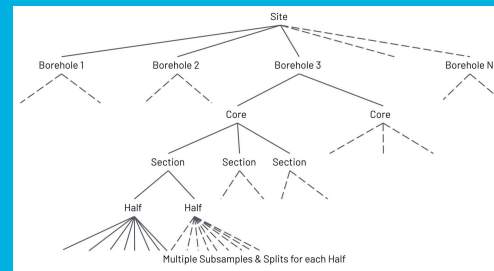 Site
Borehole 1 Borehole 2 Borehole 3 Borehole N
Core Core
Section Section Section
Half Half
Multiple Subsamples & Splits for each Half